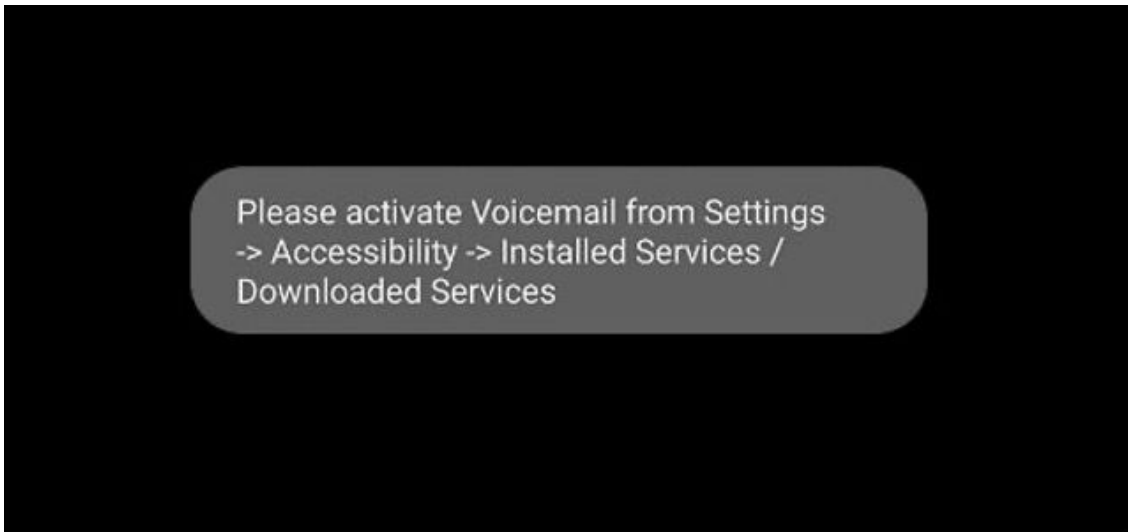 Please activate Voicemail from Settings
-> Accessibility -> Installed Services /
Downloaded Services